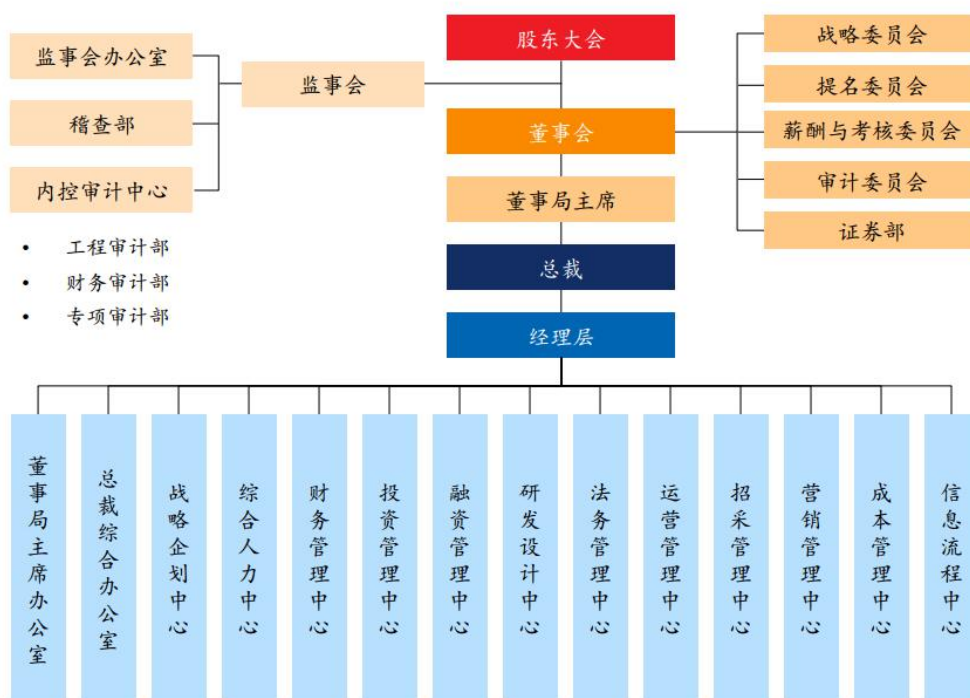 股东大会
监事会
监事会办公室
稽查部
内控审计中心
• 工程审计部
• 财务审计部
• 专项审计部
董事会
战略委员会
提名委员会
薪酬与考核委员会
审计委员会
证券部
董事局主席
总裁
经理层
董事局主席办公室
总裁综合办公室
战略企划中心
综合人力中心
财务管理中心
投资管理中心
融资管理中心
研发设计中心
法务管理中心
运营管理中心
招采管理中心
营销管理中心
成本管理中心
信息流程中心